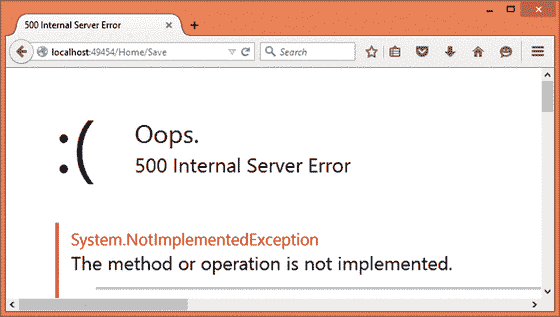 500 Internal Server Error
localhost:49454/Home/Save
Search
:(
Oops.
500 Internal Server Error
System.NotImplementedException
The method or operation is not implemented.